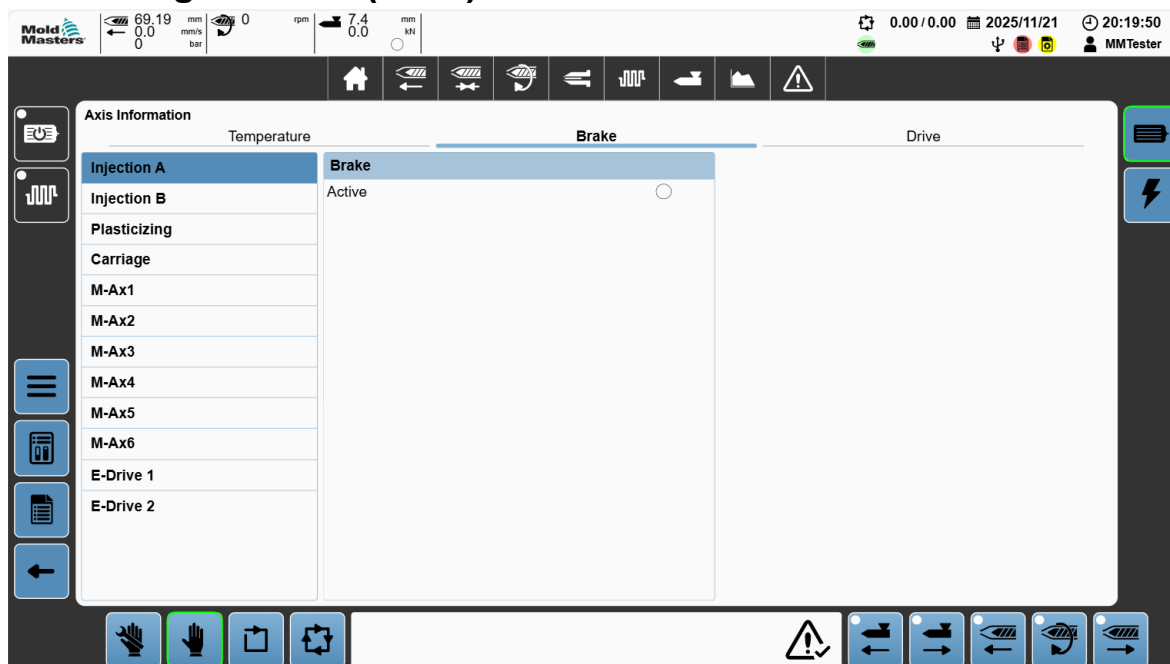 Mold
Masters
69.19 mm
0.0 mm/s
0 bar
0 rpm
7.4 mm
0.0 kN
0.00 / 0.00
2025/11/21
20:19:50
MMTester
Axis Information
Temperature
Brake
Drive
Injection A
Injection B
Plasticizing
Carriage
M-Ax1
M-Ax2
M-Ax3
M-Ax4
M-Ax5
M-Ax6
E-Drive 1
E-Drive 2
Brake
Active